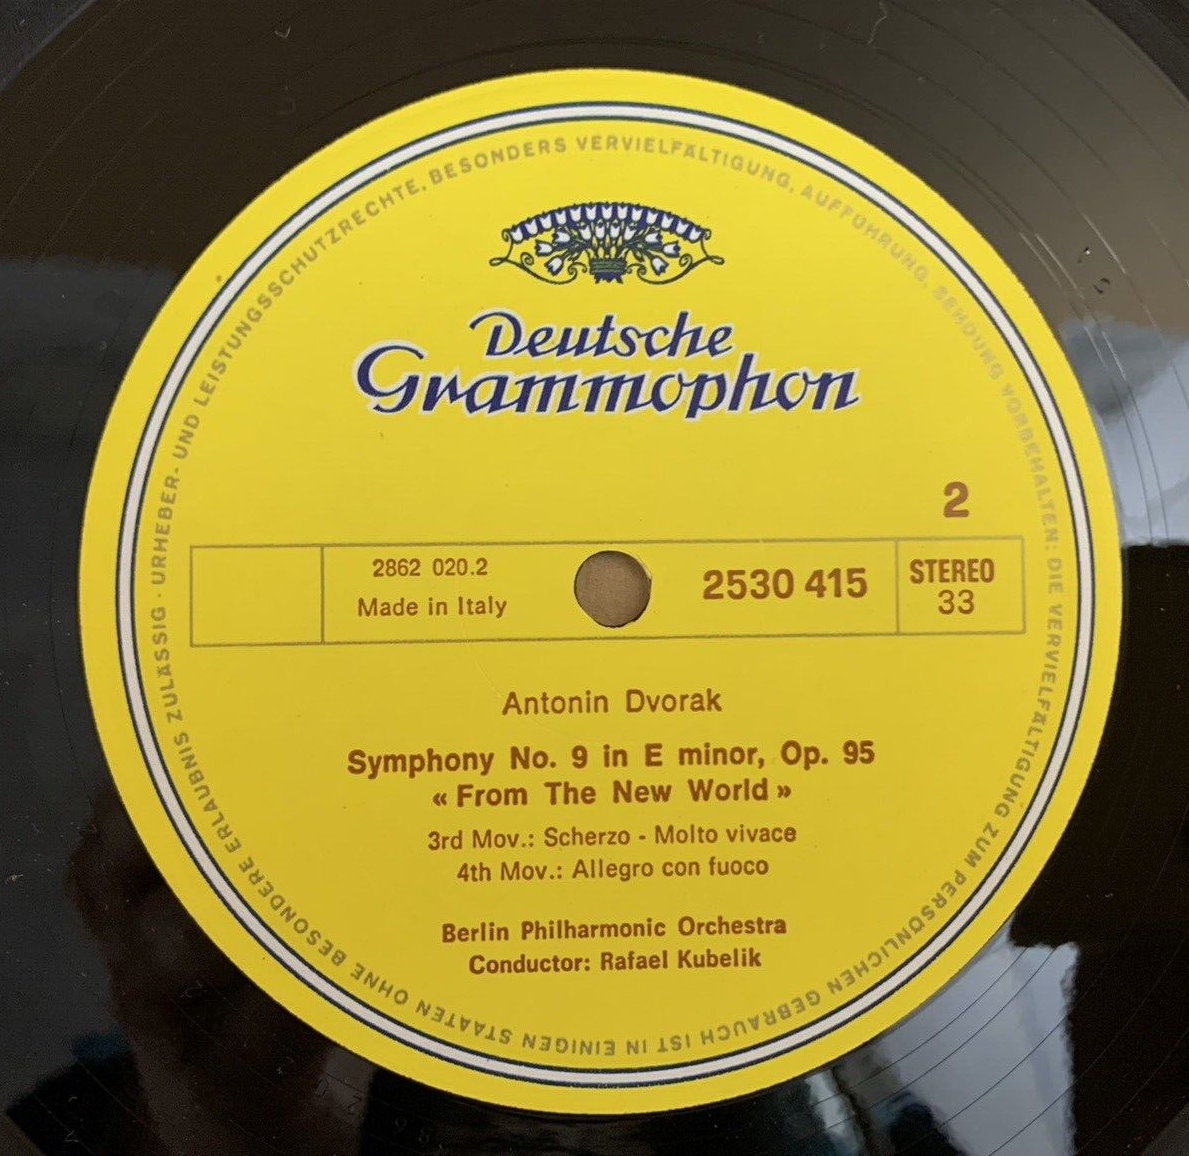 URHEBER- UND LEISTUNGSSCHUTZRECHTE, BESONDERS VERVIELFÄLTIGUNG, AUFFÜHRUNG, SENDUNG VORBEHALTEN: DIE VERVIELFÄLTIGUNG ZUM PERSÖNLICHEN GEBRAUCH IST IN EINIGEN STAATEN OHNE BESONDERE ERLAUBNIS ZULÄSSIG ·
Deutsche
Grammophon
2
2862 020.2
Made in Italy
2530 415
STEREO
33
Antonin Dvorak
Symphony No. 9 in E minor, Op. 95
« From The New World »
3rd Mov.: Scherzo - Molto vivace
4th Mov.: Allegro con fuoco
Berlin Philharmonic Orchestra
Conductor: Rafael Kubelik